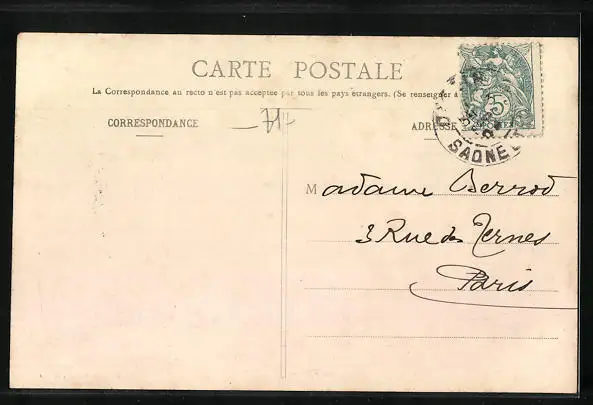 CARTE POSTALE
La Correspondance au recto n'est pas acceptée par tous les pays étrangers. (Se renseigner à
CORRESPONDANCE
ADRESSE
5c
SAONE
Madame Berrod
3 Rue des Ternes
Paris